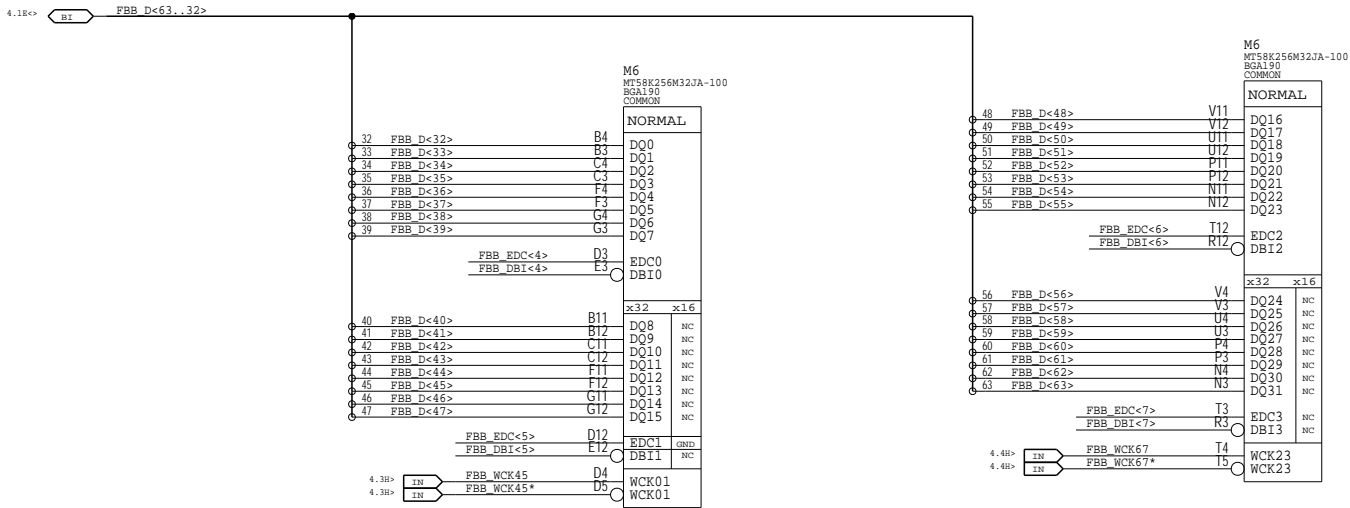 4.1E<> BI FBB_D<63..32>
M6
MT58K256M32JA-100
BGA190
COMMON
NORMAL
32 FBB_D<32> B4 DQ0
33 FBB_D<33> B3 DQ1
34 FBB_D<34> C4 DQ2
35 FBB_D<35> C3 DQ3
36 FBB_D<36> F4 DQ4
37 FBB_D<37> F3 DQ5
38 FBB_D<38> G4 DQ6
39 FBB_D<39> G3 DQ7
FBB_EDC<4> D3 EDC0
FBB_DBI<4> E3 DBI0
x32 x16
40 FBB_D<40> B11 DQ8 NC
41 FBB_D<41> B12 DQ9 NC
42 FBB_D<42> C11 DQ10 NC
43 FBB_D<43> C12 DQ11 NC
44 FBB_D<44> F11 DQ12 NC
45 FBB_D<45> F12 DQ13 NC
46 FBB_D<46> G11 DQ14 NC
47 FBB_D<47> G12 DQ15 NC
FBB_EDC<5> D12 EDC1 GND
FBB_DBI<5> E12 DBI1 NC
4.3H> IN FBB_WCK45 D4 WCK01
4.3H> IN FBB_WCK45* D5 WCK01
M6
MT58K256M32JA-100
BGA190
COMMON
NORMAL
48 FBB_D<48> V11 DQ16
49 FBB_D<49> V12 DQ17
50 FBB_D<50> U11 DQ18
51 FBB_D<51> U12 DQ19
52 FBB_D<52> P11 DQ20
53 FBB_D<53> P12 DQ21
54 FBB_D<54> N11 DQ22
55 FBB_D<55> N12 DQ23
FBB_EDC<6> T12 EDC2
FBB_DBI<6> R12 DBI2
x32 x16
56 FBB_D<56> V4 DQ24 NC
57 FBB_D<57> V3 DQ25 NC
58 FBB_D<58> U4 DQ26 NC
59 FBB_D<59> U3 DQ27 NC
60 FBB_D<60> P4 DQ28 NC
61 FBB_D<61> P3 DQ29 NC
62 FBB_D<62> N4 DQ30 NC
63 FBB_D<63> N3 DQ31 NC
FBB_EDC<7> T3 EDC3 NC
FBB_DBI<7> R3 DBI3 NC
4.4H> IN FBB_WCK67 T4 WCK23
4.4H> IN FBB_WCK67* T5 WCK23